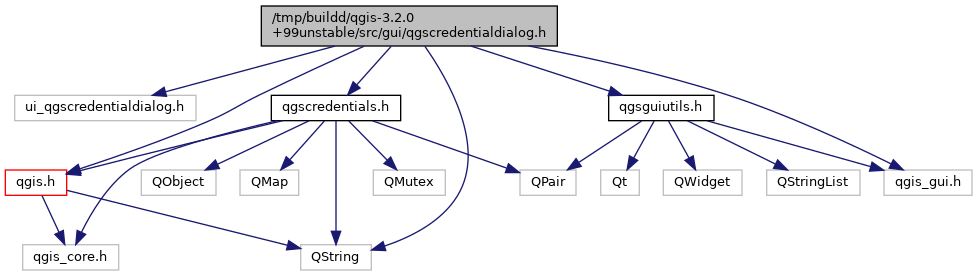 /tmp/buildd/qgis-3.2.0
+99unstable/src/gui/qgscredentialdialog.h
ui_qgscredentialdialog.h
qgscredentials.h
qgsguiutils.h
qgis.h
QObject
QMap
QMutex
QPair
Qt
QWidget
QStringList
qgis_gui.h
qgis_core.h
QString